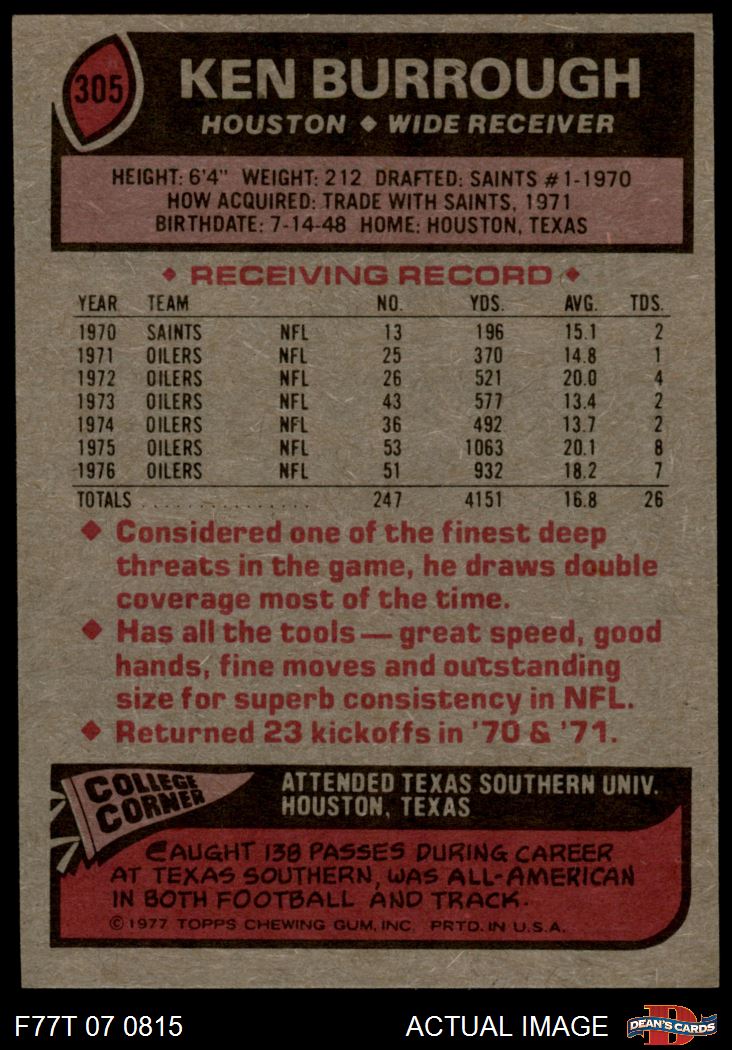 305
KEN BURROUGH
HOUSTON ◆ WIDE RECEIVER
HEIGHT: 6'4" WEIGHT: 212 DRAFTED: SAINTS #1-1970
HOW ACQUIRED: TRADE WITH SAINTS, 1971
BIRTHDATE: 7-14-48 HOME: HOUSTON, TEXAS
◆ RECEIVING RECORD ◆
YEAR TEAM NO. YDS. AVG. TDS.
1970 SAINTS NFL 13 196 15.1 2
1971 OILERS NFL 25 370 14.8 1
1972 OILERS NFL 26 521 20.0 4
1973 OILERS NFL 43 577 13.4 2
1974 OILERS NFL 36 492 13.7 2
1975 OILERS NFL 53 1063 20.1 8
1976 OILERS NFL 51 932 18.2 7
TOTALS . . . . . . . . . . . . . . 247 4151 16.8 26
◆ Considered one of the finest deep
threats in the game, he draws double
coverage most of the time.
◆ Has all the tools — great speed, good
hands, fine moves and outstanding
size for superb consistency in NFL.
◆ Returned 23 kickoffs in '70 & '71.
COLLEGE
CORNER
ATTENDED TEXAS SOUTHERN UNIV.
HOUSTON, TEXAS
CAUGHT 138 PASSES DURING CAREER
AT TEXAS SOUTHERN, WAS ALL-AMERICAN
IN BOTH FOOTBALL AND TRACK.
© 1977 TOPPS CHEWING GUM, INC. PRTD. IN U.S.A.
F77T 07 0815 ACTUAL IMAGE DEAN'S CARDS